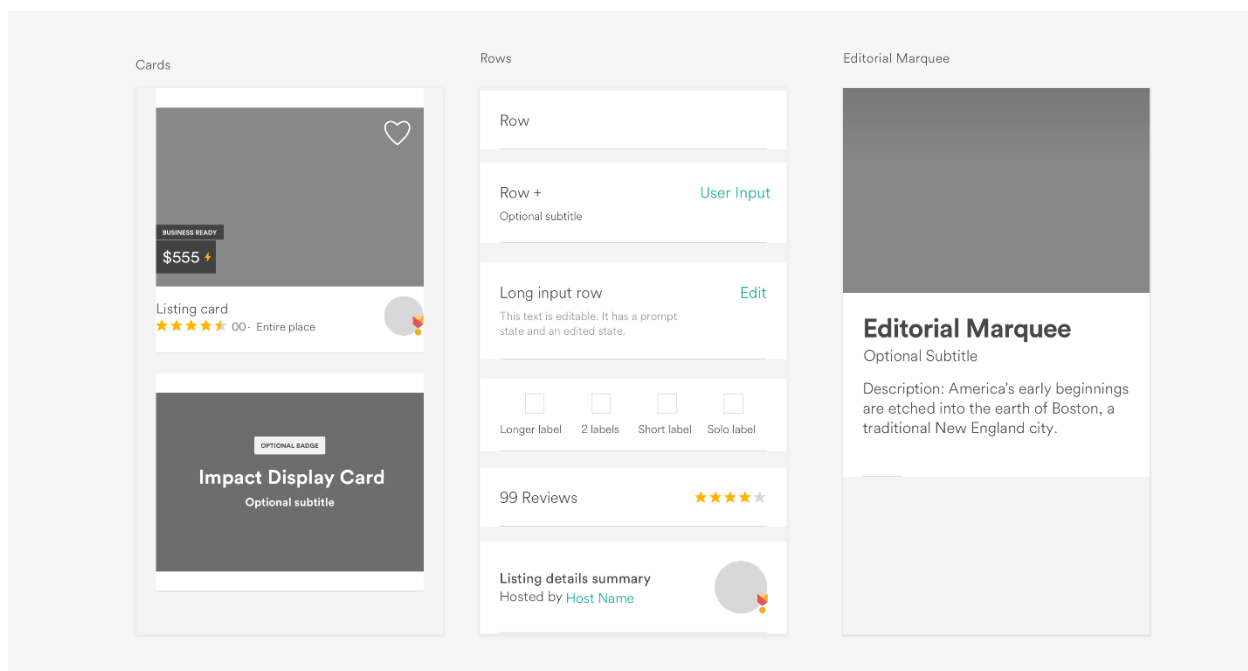 Cards
BUSINESS READY
$555
Listing card
00 · Entire place
OPTIONAL BADGE
Impact Display Card
Optional subtitle
Rows
Row
Row +
User Input
Optional subtitle
Long input row
Edit
This text is editable. It has a prompt
state and an edited state.
Longer label
2 labels
Short label
Solo label
99 Reviews
Listing details summary
Hosted by Host Name
Editorial Marquee
Editorial Marquee
Optional Subtitle
Description: America's early beginnings
are etched into the earth of Boston, a
traditional New England city.